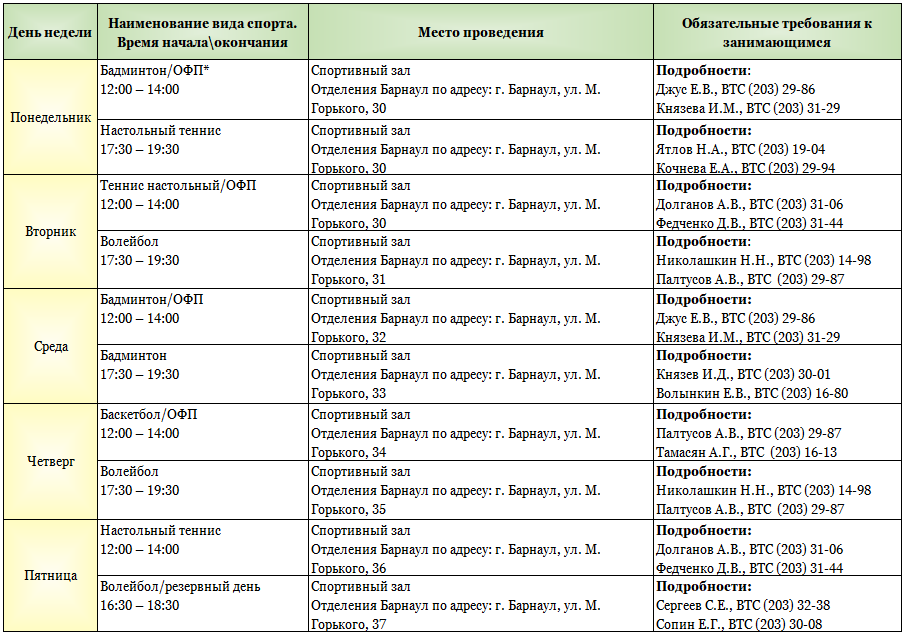 День недели
Наименование вида спорта.
Время начала\окончания
Место проведения
Обязательные требования к
занимающимся
Понедельник
Бадминтон/ОФП*
12:00 – 14:00
Спортивный зал
Отделения Барнаул по адресу: г. Барнаул, ул. М.
Горького, 30
Подробности:
Джус Е.В., ВТС (203) 29-86
Князева И.М., ВТС (203) 31-29
Настольный теннис
17:30 – 19:30
Спортивный зал
Отделения Барнаул по адресу: г. Барнаул, ул. М.
Горького, 30
Подробности:
Ятлов Н.А., ВТС (203) 19-04
Кочнева Е.А., ВТС (203) 29-94
Вторник
Теннис настольный/ОФП
12:00 – 14:00
Спортивный зал
Отделения Барнаул по адресу: г. Барнаул, ул. М.
Горького, 30
Подробности:
Долганов А.В., ВТС (203) 31-06
Федченко Д.В., ВТС (203) 31-44
Волейбол
17:30 – 19:30
Спортивный зал
Отделения Барнаул по адресу: г. Барнаул, ул. М.
Горького, 31
Подробности:
Николашкин Н.Н., ВТС (203) 14-98
Палтусов А.В., ВТС (203) 29-87
Среда
Бадминтон/ОФП
12:00 – 14:00
Спортивный зал
Отделения Барнаул по адресу: г. Барнаул, ул. М.
Горького, 32
Подробности:
Джус Е.В., ВТС (203) 29-86
Князева И.М., ВТС (203) 31-29
Бадминтон
17:30 – 19:30
Спортивный зал
Отделения Барнаул по адресу: г. Барнаул, ул. М.
Горького, 33
Подробности:
Князев И.Д., ВТС (203) 30-01
Волынкин Е.В., ВТС (203) 16-80
Четверг
Баскетбол/ОФП
12:00 – 14:00
Спортивный зал
Отделения Барнаул по адресу: г. Барнаул, ул. М.
Горького, 34
Подробности:
Палтусов А.В., ВТС (203) 29-87
Тамасян А.Г., ВТС (203) 16-13
Волейбол
17:30 – 19:30
Спортивный зал
Отделения Барнаул по адресу: г. Барнаул, ул. М.
Горького, 35
Подробности:
Николашкин Н.Н., ВТС (203) 14-98
Палтусов А.В., ВТС (203) 29-87
Пятница
Настольный теннис
12:00 – 14:00
Спортивный зал
Отделения Барнаул по адресу: г. Барнаул, ул. М.
Горького, 36
Подробности:
Долганов А.В., ВТС (203) 31-06
Федченко Д.В., ВТС (203) 31-44
Волейбол/резервный день
16:30 – 18:30
Спортивный зал
Отделения Барнаул по адресу: г. Барнаул, ул. М.
Горького, 37
Подробности:
Сергеев С.Е., ВТС (203) 32-38
Сопин Е.Г., ВТС (203) 30-08